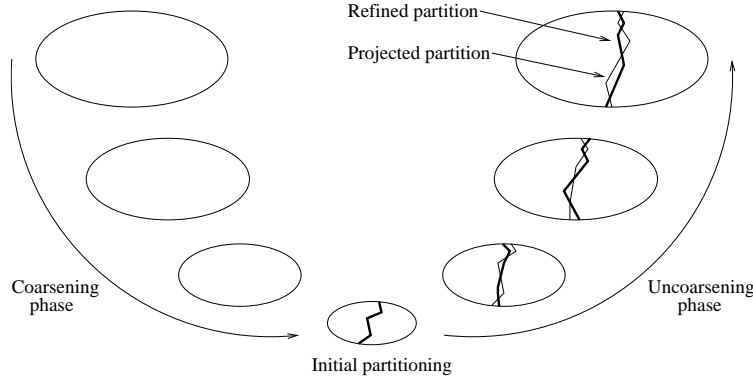 Refined partition
Projected partition
Coarsening
phase
Uncoarsening
phase
Initial partitioning